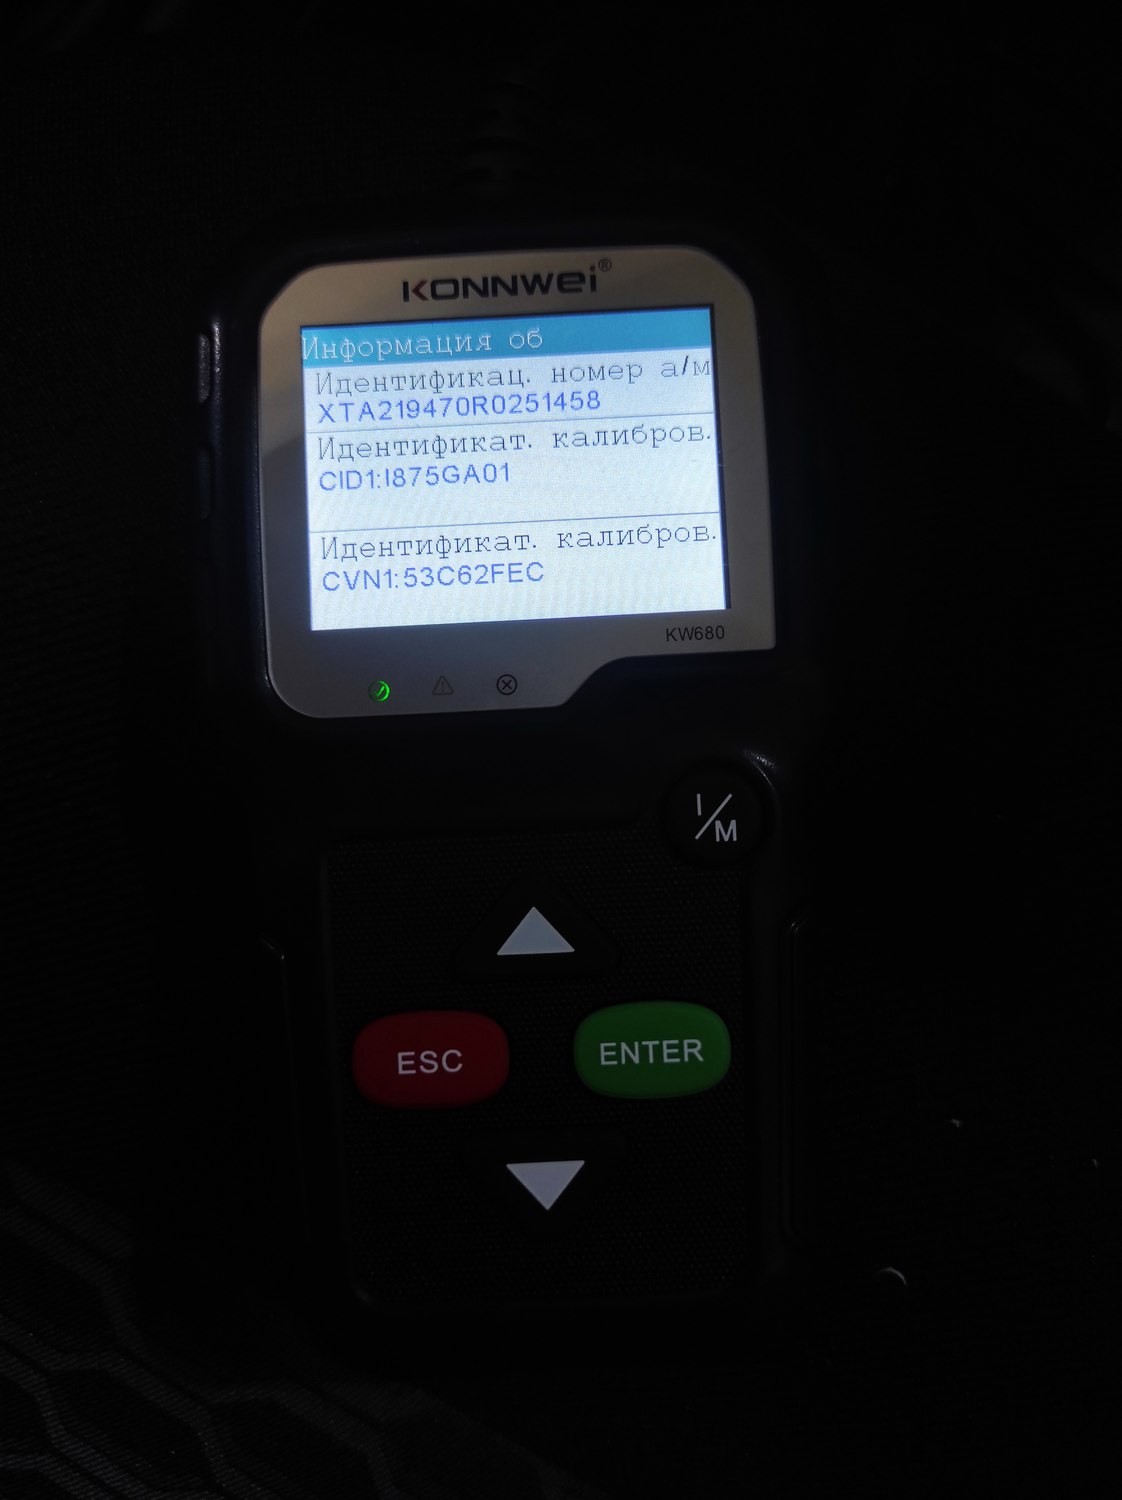 KONNWEI®
Информация об
Идентификац. номер а/м
XTA219470R0251458
Идентификат. калибров.
CID1:I875GA01
Идентификат. калибров.
CVN1:53C62FEC
KW680
I/M
ESC
ENTER